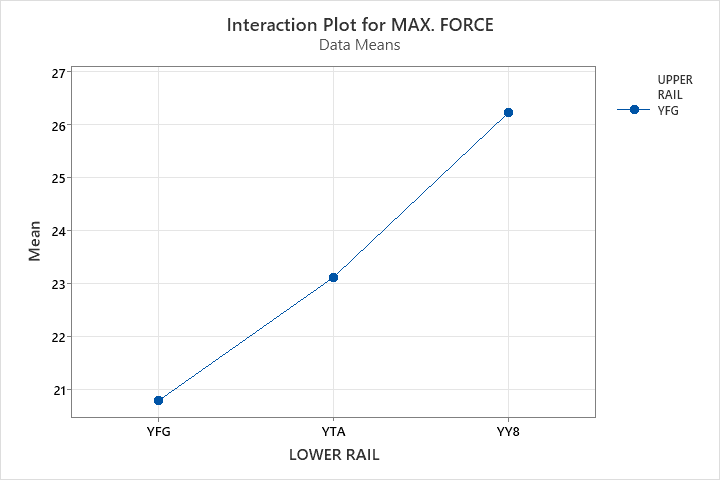 Interaction Plot for MAX. FORCE
Data Means
27
26
25
24
23
22
21
Mean
YFG
YTA
YY8
LOWER RAIL
UPPER
RAIL
YFG